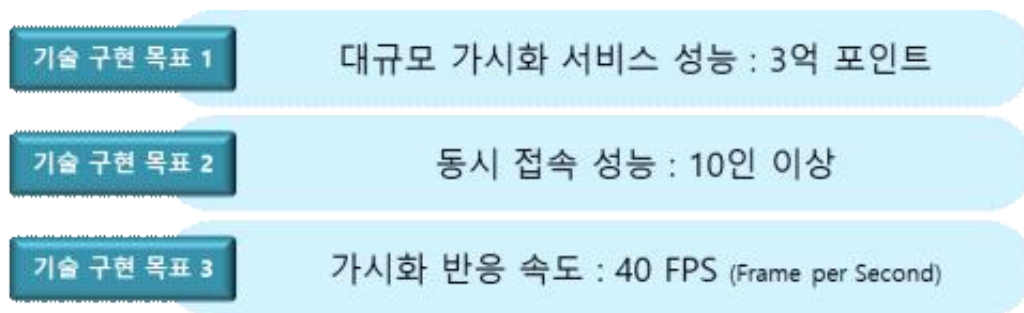 기술 구현 목표 1
대규모 가시화 서비스 성능 : 3억 포인트
기술 구현 목표 2
동시 접속 성능 : 10인 이상
기술 구현 목표 3
가시화 반응 속도 : 40 FPS (Frame per Second)